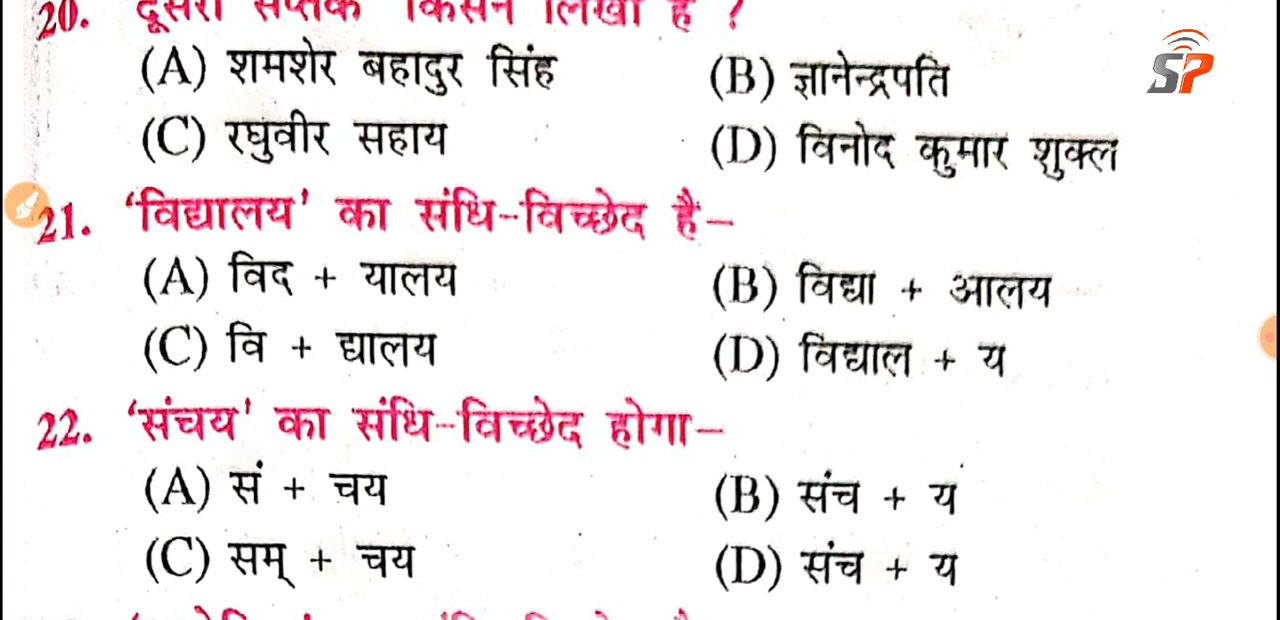 20. दूसरा सप्तक किसने लिखा है ?
(A) शमशेर बहादुर सिंह (B) ज्ञानेन्द्रपति
(C) रघुवीर सहाय (D) विनोद कुमार शुक्ल
SP
21. ‘विद्यालय’ का संधि-विच्छेद है–
(A) विद + यालय (B) विद्या + आलय
(C) वि + द्यालय (D) विद्याल + य
22. ‘संचय’ का संधि-विच्छेद होगा–
(A) सं + चय (B) संच + य
(C) सम् + चय (D) संच + य